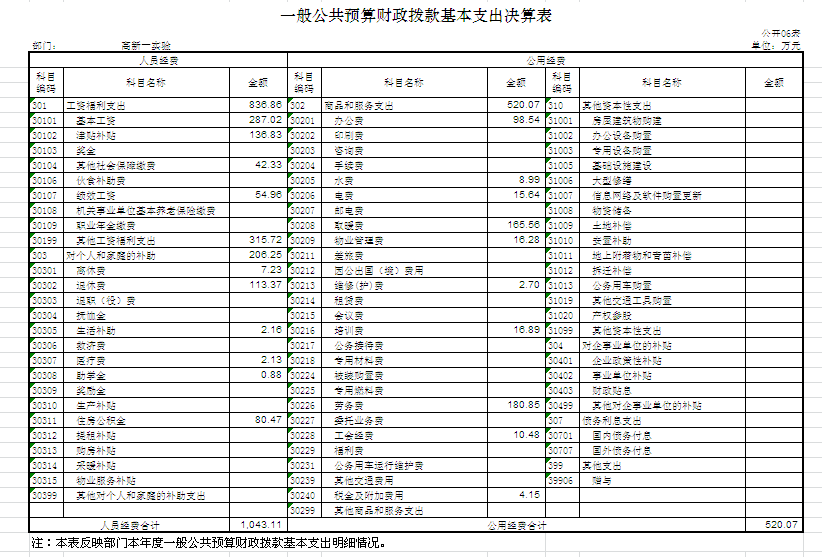 一般公共预算财政拨款基本支出决算表
公开06表
部门： 高新一实验 单位：万元
人员经费 公用经费
科目编码 科目名称 金额 科目编码 科目名称 金额 科目编码 科目名称 金额
301 工资福利支出 836.86 302 商品和服务支出 520.07 310 其他资本性支出
30101 基本工资 287.02 30201 办公费 98.54 31001 房屋建筑物购建
30102 津贴补贴 136.83 30202 印刷费 31002 办公设备购置
30103 奖金 30203 咨询费 31003 专用设备购置
30104 其他社会保障缴费 42.33 30204 手续费 31005 基础设施建设
30106 伙食补助费 30205 水费 8.99 31006 大型修缮
30107 绩效工资 54.96 30206 电费 15.64 31007 信息网络及软件购置更新
30108 机关事业单位基本养老保险缴费 30207 邮电费 31008 物资储备
30109 职业年金缴费 30208 取暖费 165.56 31009 土地补偿
30199 其他工资福利支出 315.72 30209 物业管理费 16.28 31010 安置补助
303 对个人和家庭的补助 206.25 30211 差旅费 31011 地上附着物和青苗补偿
30301 离休费 7.23 30212 因公出国（境）费用 31012 拆迁补偿
30302 退休费 113.37 30213 维修(护)费 2.70 31013 公务用车购置
30303 退职（役）费 30214 租赁费 31019 其他交通工具购置
30304 抚恤金 30215 会议费 31020 产权参股
30305 生活补助 2.16 30216 培训费 16.89 31099 其他资本性支出
30306 救济费 30217 公务接待费 304 对企事业单位的补贴
30307 医疗费 2.13 30218 专用材料费 30401 企业政策性补贴
30308 助学金 0.88 30224 被装购置费 30402 事业单位补贴
30309 奖励金 30225 专用燃料费 30403 财政贴息
30310 生产补贴 30226 劳务费 180.85 30499 其他对企事业单位的补贴
30311 住房公积金 80.47 30227 委托业务费 307 债务利息支出
30312 提租补贴 30228 工会经费 10.48 30701 国内债务付息
30313 购房补贴 30229 福利费 30707 国外债务付息
30314 采暖补贴 30231 公务用车运行维护费 399 其他支出
30315 物业服务补贴 30239 其他交通费用 39906 赠与
30399 其他对个人和家庭的补助支出 30240 税金及附加费用 4.15
30299 其他商品和服务支出
人员经费合计 1,043.11 公用经费合计 520.07
注：本表反映部门本年度一般公共预算财政拨款基本支出明细情况。